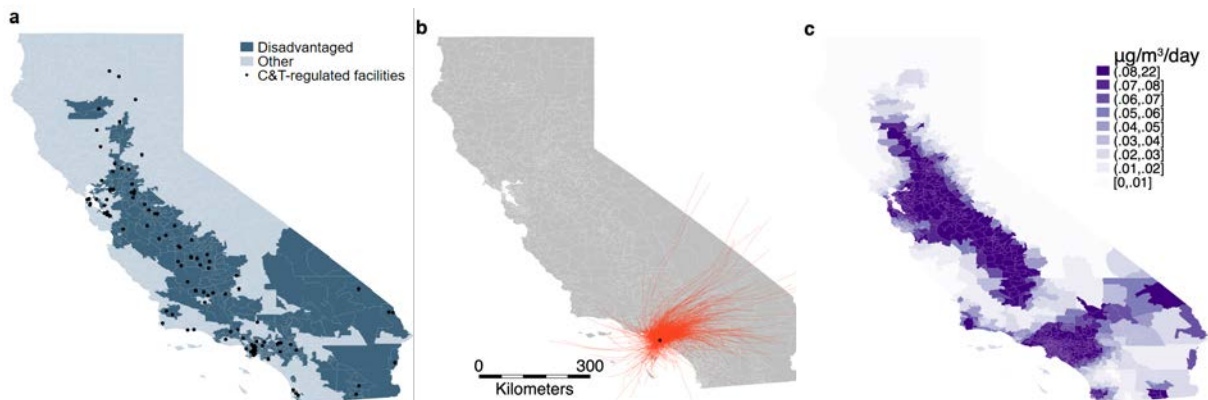 a
Disadvantaged
Other
C&T-regulated facilities
b
0 300
Kilometers
c
µg/m³/day
(.08,22]
(.07,.08]
(.06,.07]
(.05,.06]
(.04,.05]
(.03,.04]
(.02,.03]
(.01,.02]
[0,.01]